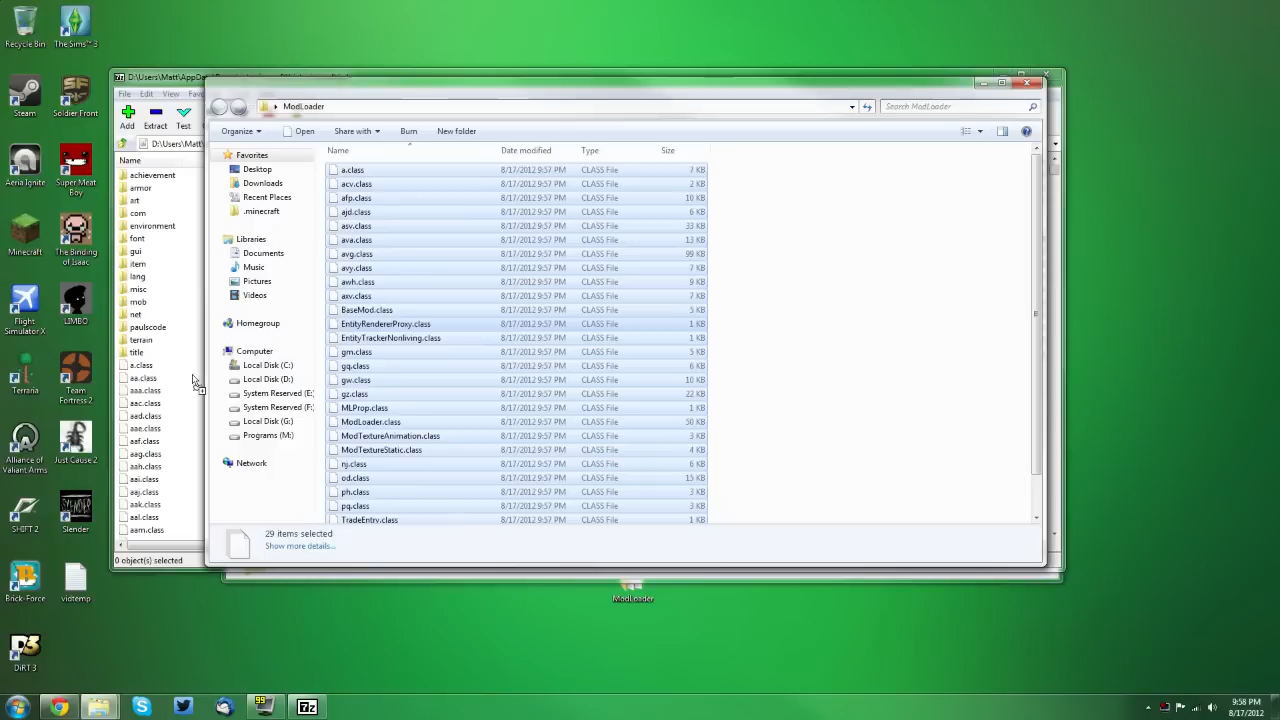 Recycle Bin
The Sims™ 3
Steam
Soldier Front
Aeria Ignite
Super Meat
Boy
Minecraft
The Binding
of Isaac
Flight
Simulator X
LIMBO
Terraria
Team
Fortress 2
Alliance of
Valiant Arms
Just Cause 2
SHIFT 2
Slender
Brick-Force
vidtemp
DiRT 3
D:\Users\Matt\AppDat
File Edit View Favo
Add Extract Test
D:\Users\Matt\
Name
achievement
armor
art
com
environment
font
gui
item
lang
misc
mob
net
paulscode
terrain
title
a.class
aa.class
aaa.class
aac.class
aad.class
aae.class
aaf.class
aag.class
aah.class
aai.class
aaj.class
aak.class
aal.class
aam.class
0 object(s) selected
ModLoader
Search ModLoader
Organize Open Share with Burn New folder
Favorites
Desktop
Downloads
Recent Places
.minecraft
Libraries
Documents
Music
Pictures
Videos
Homegroup
Computer
Local Disk (C:)
Local Disk (D:)
System Reserved (E:
System Reserved (F:)
Local Disk (G:)
Programs (M:)
Network
Name Date modified Type Size
a.class 8/17/2012 9:57 PM CLASS File 7 KB
acv.class 8/17/2012 9:57 PM CLASS File 2 KB
afp.class 8/17/2012 9:57 PM CLASS File 10 KB
ajd.class 8/17/2012 9:57 PM CLASS File 6 KB
asv.class 8/17/2012 9:57 PM CLASS File 33 KB
ava.class 8/17/2012 9:57 PM CLASS File 13 KB
avg.class 8/17/2012 9:57 PM CLASS File 99 KB
avy.class 8/17/2012 9:57 PM CLASS File 7 KB
awh.class 8/17/2012 9:57 PM CLASS File 9 KB
axv.class 8/17/2012 9:57 PM CLASS File 7 KB
BaseMod.class 8/17/2012 9:57 PM CLASS File 5 KB
EntityRendererProxy.class 8/17/2012 9:57 PM CLASS File 1 KB
EntityTrackerNonliving.class 8/17/2012 9:57 PM CLASS File 1 KB
gm.class 8/17/2012 9:57 PM CLASS File 5 KB
gq.class 8/17/2012 9:57 PM CLASS File 6 KB
gw.class 8/17/2012 9:57 PM CLASS File 10 KB
gz.class 8/17/2012 9:57 PM CLASS File 22 KB
MLProp.class 8/17/2012 9:57 PM CLASS File 1 KB
ModLoader.class 8/17/2012 9:57 PM CLASS File 50 KB
ModTextureAnimation.class 8/17/2012 9:57 PM CLASS File 3 KB
ModTextureStatic.class 8/17/2012 9:57 PM CLASS File 4 KB
nj.class 8/17/2012 9:57 PM CLASS File 6 KB
od.class 8/17/2012 9:57 PM CLASS File 15 KB
ph.class 8/17/2012 9:57 PM CLASS File 3 KB
pq.class 8/17/2012 9:57 PM CLASS File 6 KB
TradeEntry.class 8/17/2012 9:57 PM CLASS File 1 KB
29 items selected
Show more details...
ModLoader
9:58 PM
8/17/2012